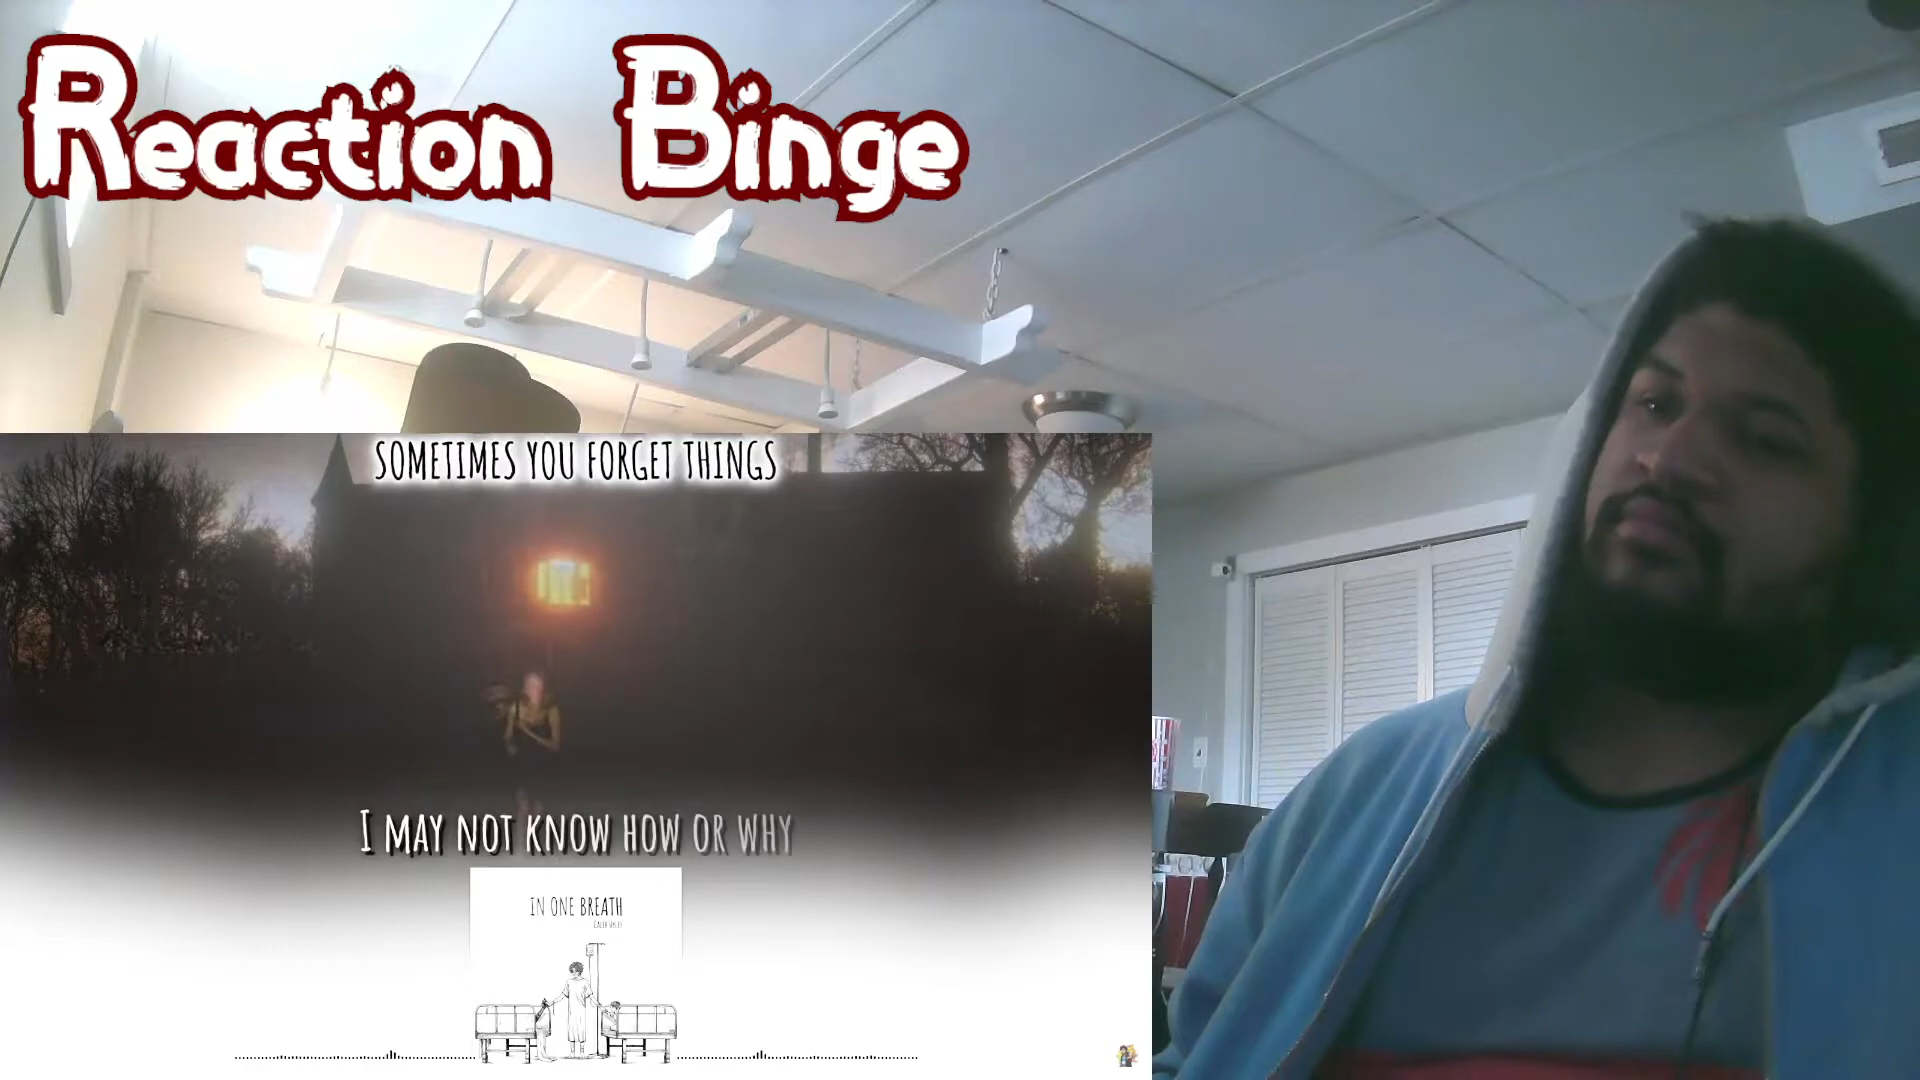 Reaction Binge
SOMETIMES YOU FORGET THINGS
I MAY NOT KNOW HOW OR WHY
IN ONE BREATH